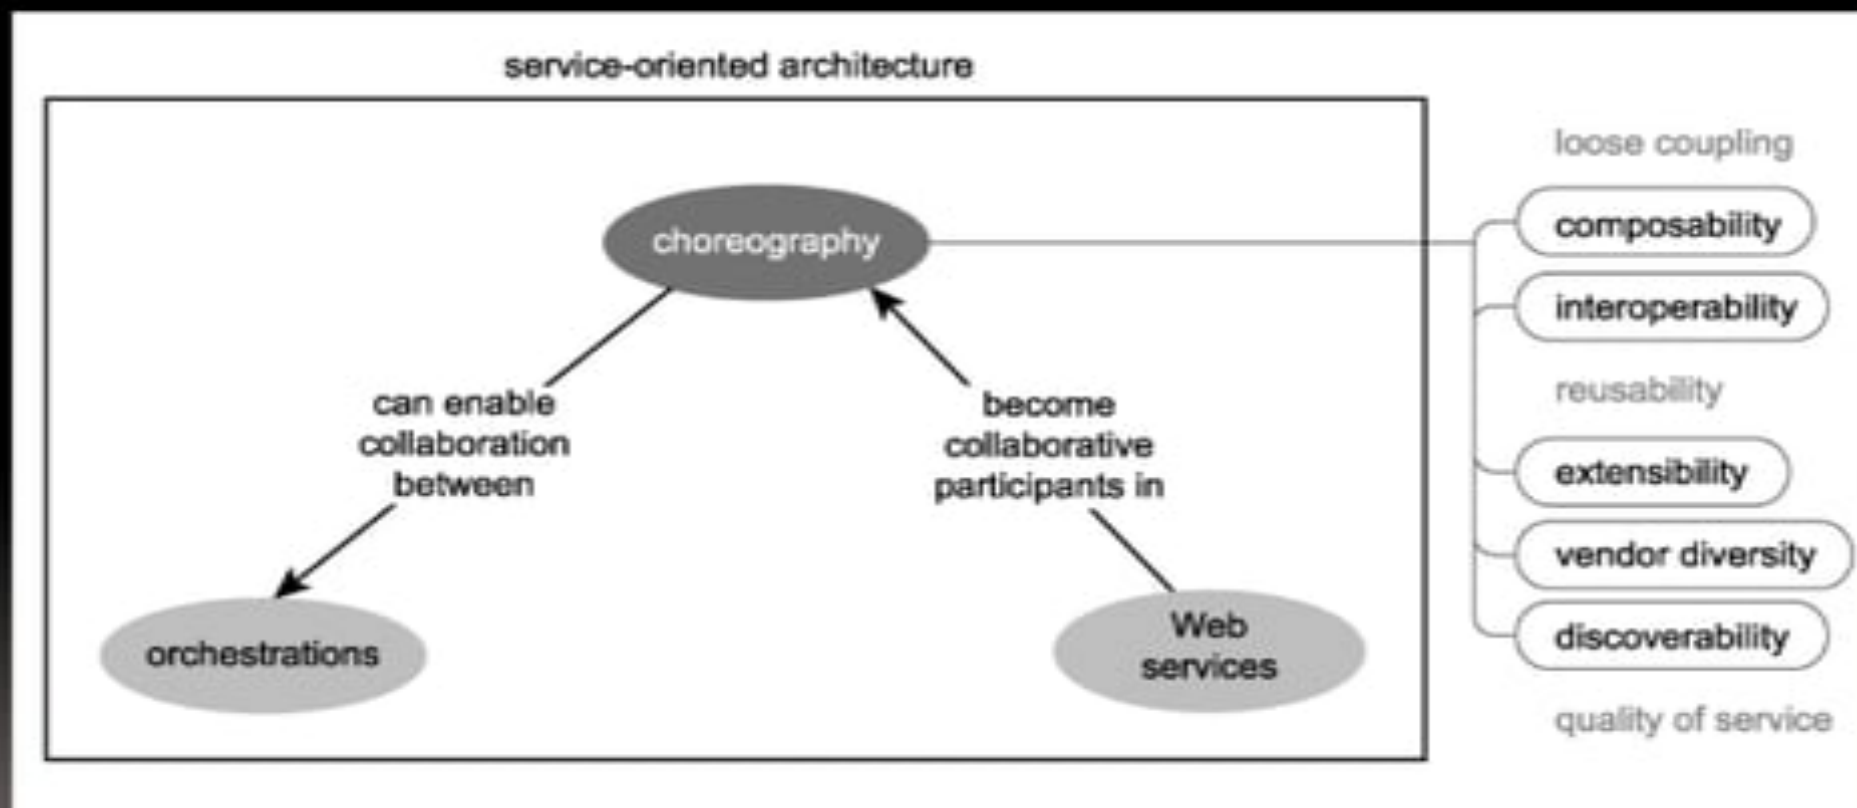 service-oriented architecture
choreography
can enable
collaboration
between
become
collaborative
participants in
orchestrations
Web
services
loose coupling
composability
interoperability
reusability
extensibility
vendor diversity
discoverability
quality of service